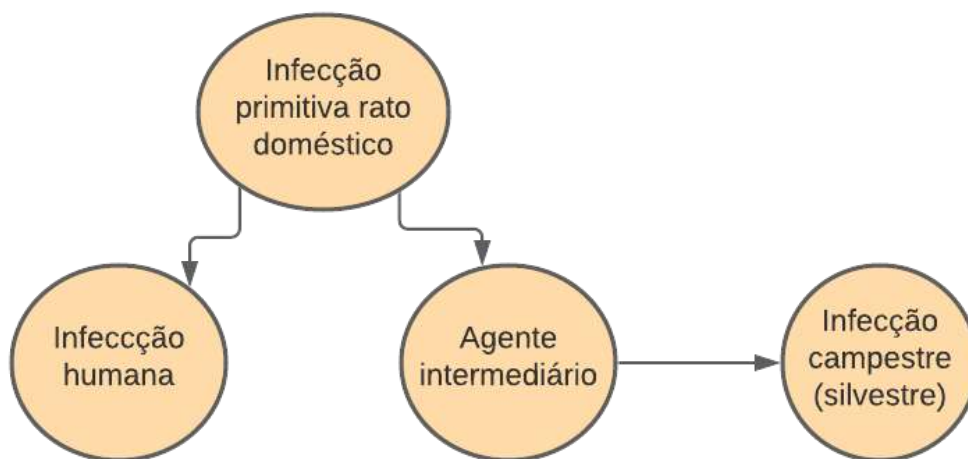 Infecção
primitiva rato
doméstico
Infeccção
humana
Agente
intermediário
Infecção
campestre
(silvestre)